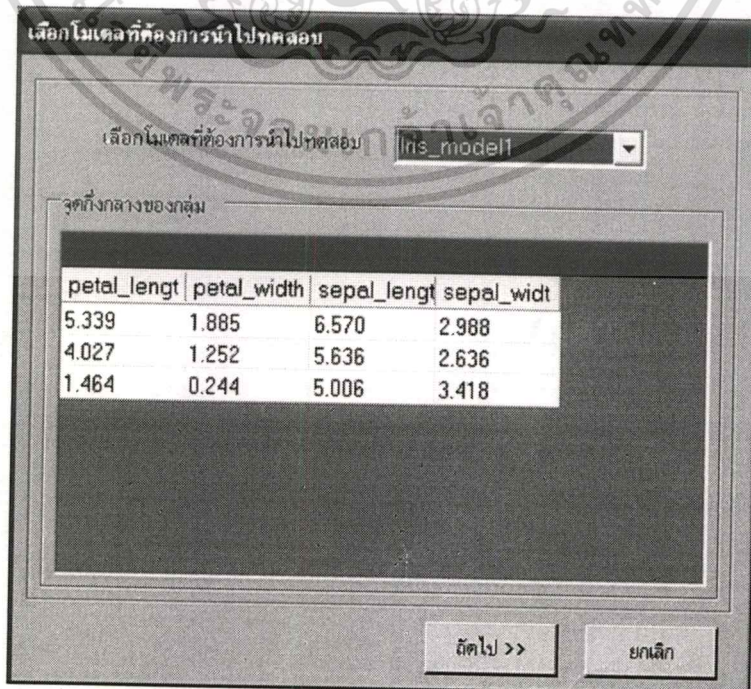 เลือกโมเดลที่ต้องการนำไปทดสอบ
เลือกโมเดลที่ต้องการนำไปทดสอบ Iris_model1
จุดกึ่งกลางของกลุ่ม
petal_lengt petal_width sepal_lengt sepal_widt
5.339 1.885 6.570 2.988
4.027 1.252 5.636 2.636
1.464 0.244 5.006 3.418
ถัดไป >> ยกเลิก